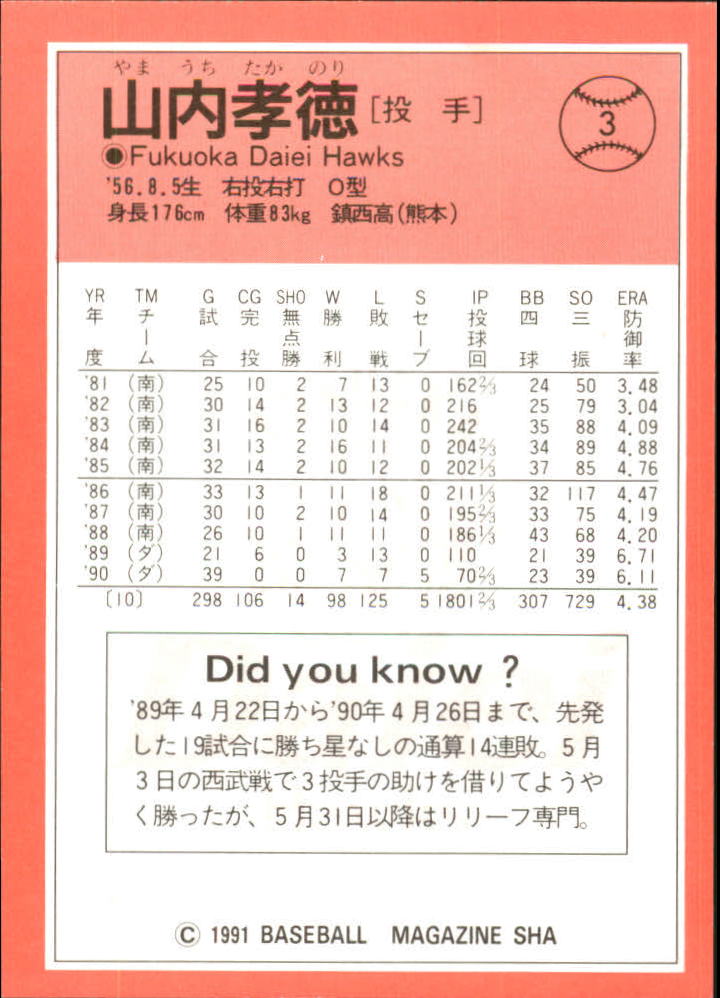 やま うち たか のり
山内孝徳［投 手］
3
●Fukuoka Daiei Hawks
'56.8.5生 右投右打 O型
身長176cm 体重83kg 鎮西高(熊本)
YR TM G CG SHO W L S IP BB SO ERA
年度 チーム 試合 完投 無点勝 勝利 敗戦 セーブ 投球回 四球 三振 防御率
'81 (南) 25 10 2 7 13 0 162⅔ 24 50 3.48
'82 (南) 30 14 2 13 12 0 216 25 79 3.04
'83 (南) 31 16 2 10 14 0 242 35 88 4.09
'84 (南) 31 13 2 16 11 0 204⅔ 34 89 4.88
'85 (南) 32 14 2 10 12 0 202⅓ 37 85 4.76
'86 (南) 33 13 1 11 18 0 211⅓ 32 117 4.47
'87 (南) 30 10 2 10 14 0 195⅔ 33 75 4.19
'88 (南) 26 10 1 11 11 0 186⅓ 43 68 4.20
'89 (ダ) 21 6 0 3 13 0 110 21 39 6.71
'90 (ダ) 39 0 0 7 7 5 70⅔ 23 39 6.11
〔10〕 298 106 14 98 125 5 1801⅔ 307 729 4.38
Did you know ?
'89年4月22日から'90年4月26日まで、先発
した19試合に勝ち星なしの通算14連敗。5月
3日の西武戦で3投手の助けを借りてようや
く勝ったが、5月31日以降はリリーフ専門。
© 1991 BASEBALL MAGAZINE SHA